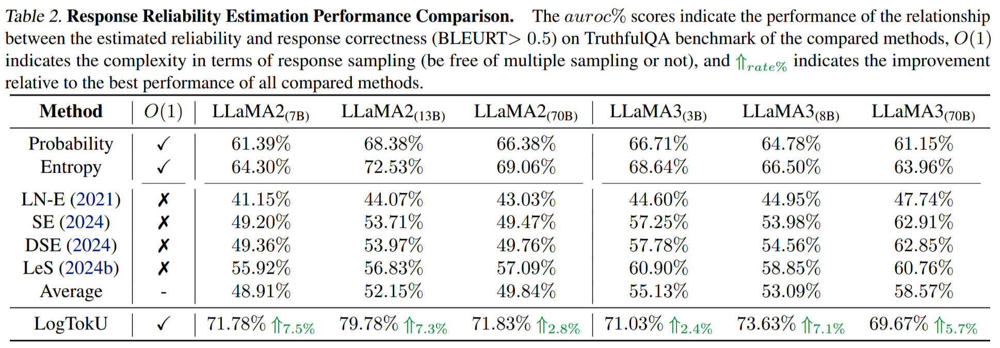 Table 2. Response Reliability Estimation Performance Comparison. The auroc% scores indicate the performance of the relationship
between the estimated reliability and response correctness (BLEURT> 0.5) on TruthfulQA benchmark of the compared methods, O(1)
indicates the complexity in terms of response sampling (be free of multiple sampling or not), and ⇑rate% indicates the improvement
relative to the best performance of all compared methods.
Method O(1) LLaMA2(7B) LLaMA2(13B) LLaMA2(70B) LLaMA3(3B) LLaMA3(8B) LLaMA3(70B)
Probability ✓ 61.39% 68.38% 66.38% 66.71% 64.78% 61.15%
Entropy ✓ 64.30% 72.53% 69.06% 68.64% 66.50% 63.96%
LN-E (2021) ✗ 41.15% 44.07% 43.03% 44.60% 44.95% 47.74%
SE (2024) ✗ 49.20% 53.71% 49.47% 57.25% 53.98% 62.91%
DSE (2024) ✗ 49.36% 53.97% 49.76% 57.78% 54.56% 62.85%
LeS (2024b) ✗ 55.92% 56.83% 57.09% 60.90% 58.85% 60.76%
Average - 48.91% 52.15% 49.84% 55.13% 53.09% 58.57%
LogTokU ✓ 71.78% ⇑7.5% 79.78% ⇑7.3% 71.83% ⇑2.8% 71.03% ⇑2.4% 73.63% ⇑7.1% 69.67% ⇑5.7%